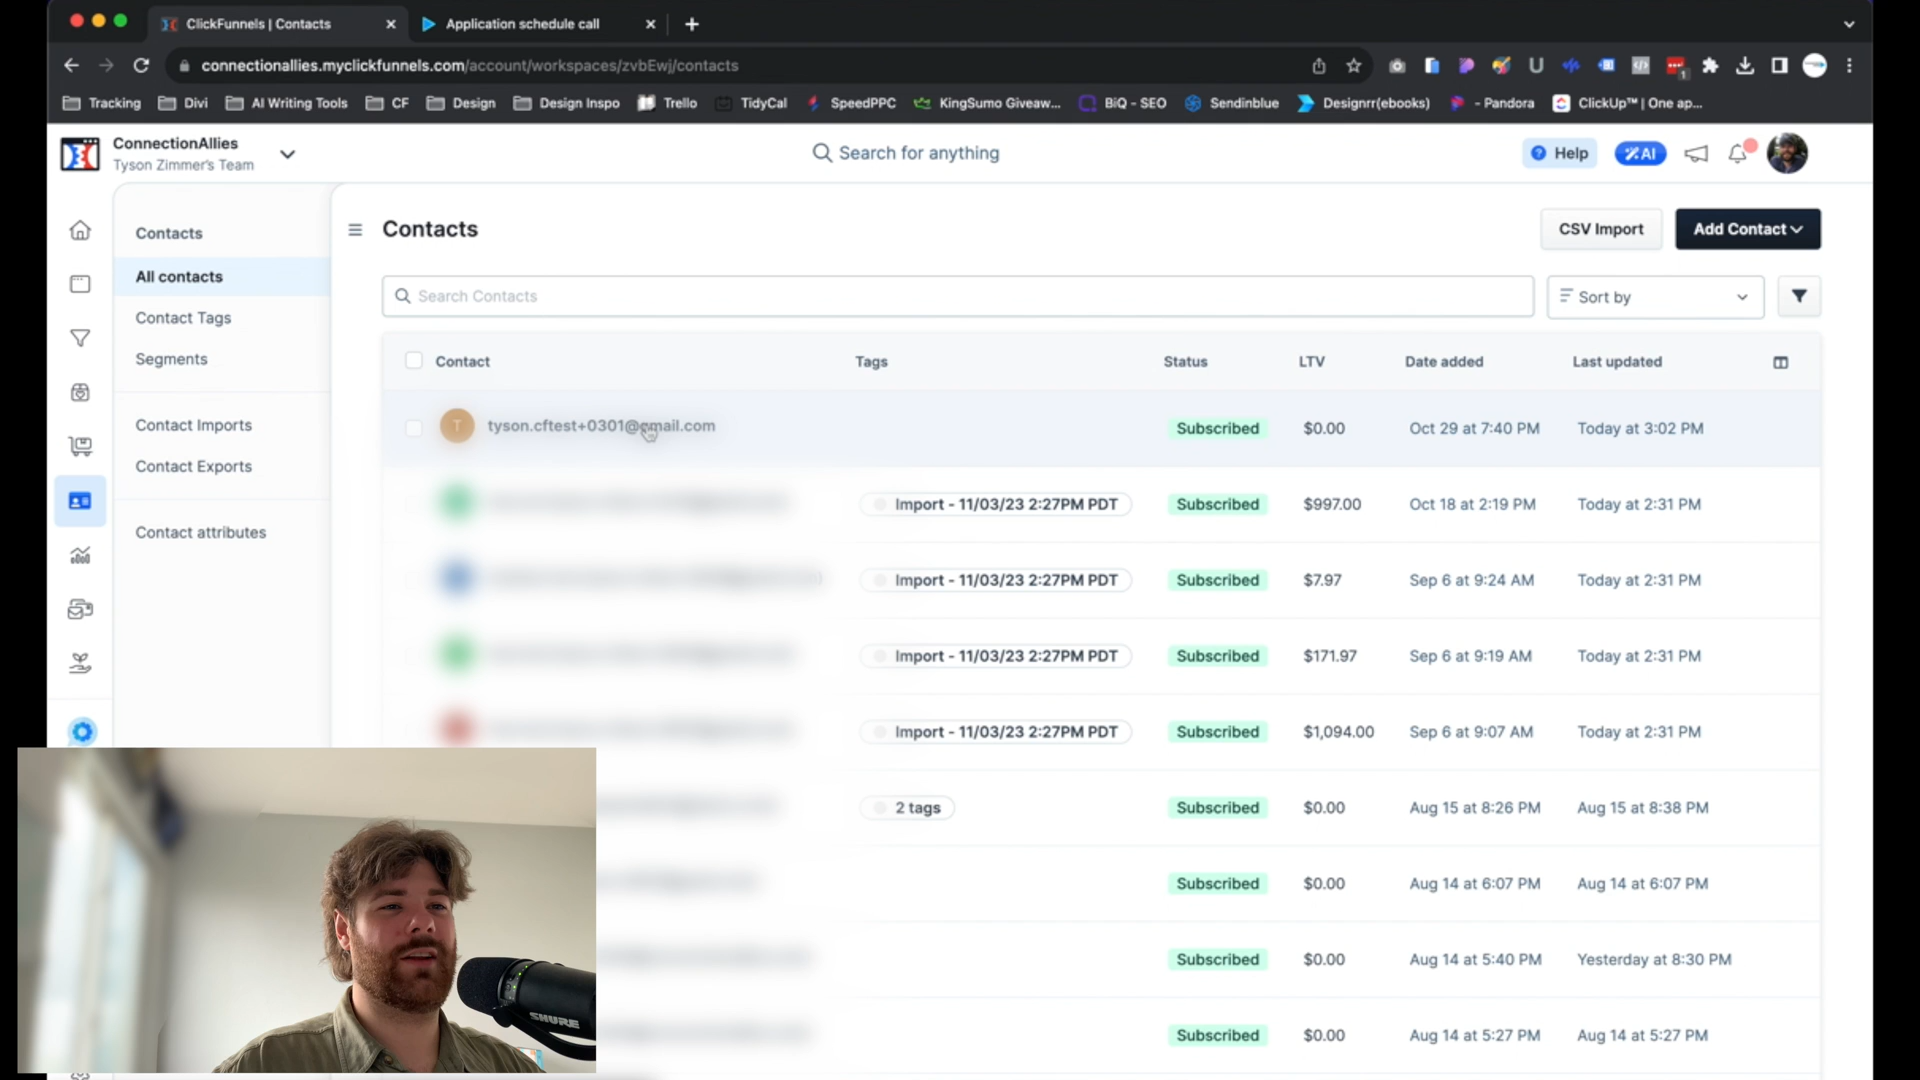 ClickFunnels | Contacts
Application schedule call
connectionallies.myclickfunnels.com/account/workspaces/zvbEwj/contacts
Tracking
Divi
AI Writing Tools
CF
Design
Design Inspo
Trello
TidyCal
SpeedPPC
KingSumo Giveaw...
BiQ - SEO
Sendinblue
Designrr(ebooks)
- Pandora
ClickUp™ | One ap...
ConnectionAllies
Tyson Zimmer's Team
Search for anything
Help
AI
Contacts
All contacts
Contact Tags
Segments
Contact Imports
Contact Exports
Contact attributes
Contacts
CSV Import
Add Contact
Search Contacts
Sort by
Contact Tags Status LTV Date added Last updated
T tyson.cftest+0301@gmail.com Subscribed $0.00 Oct 29 at 7:40 PM Today at 3:02 PM
Import - 11/03/23 2:27PM PDT Subscribed $997.00 Oct 18 at 2:19 PM Today at 2:31 PM
Import - 11/03/23 2:27PM PDT Subscribed $7.97 Sep 6 at 9:24 AM Today at 2:31 PM
Import - 11/03/23 2:27PM PDT Subscribed $171.97 Sep 6 at 9:19 AM Today at 2:31 PM
Import - 11/03/23 2:27PM PDT Subscribed $1,094.00 Sep 6 at 9:07 AM Today at 2:31 PM
2 tags Subscribed $0.00 Aug 15 at 8:26 PM Aug 15 at 8:38 PM
Subscribed $0.00 Aug 14 at 6:07 PM Aug 14 at 6:07 PM
Subscribed $0.00 Aug 14 at 5:40 PM Yesterday at 8:30 PM
Subscribed $0.00 Aug 14 at 5:27 PM Aug 14 at 5:27 PM
SHURE